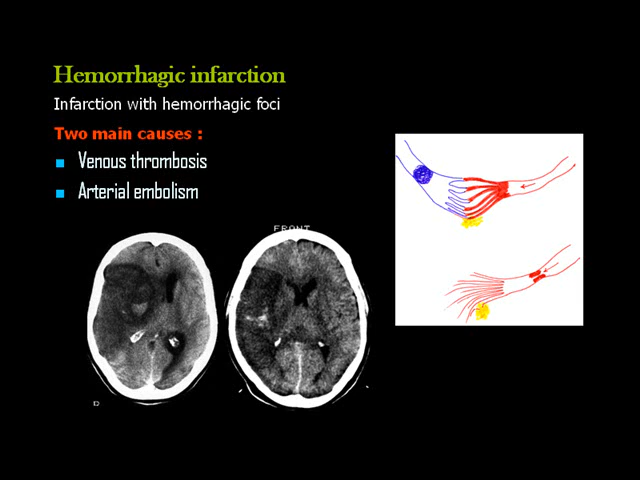 Hemorrhagic infarction
Infarction with hemorrhagic foci
Two main causes :
Venous thrombosis
Arterial embolism
FRONT